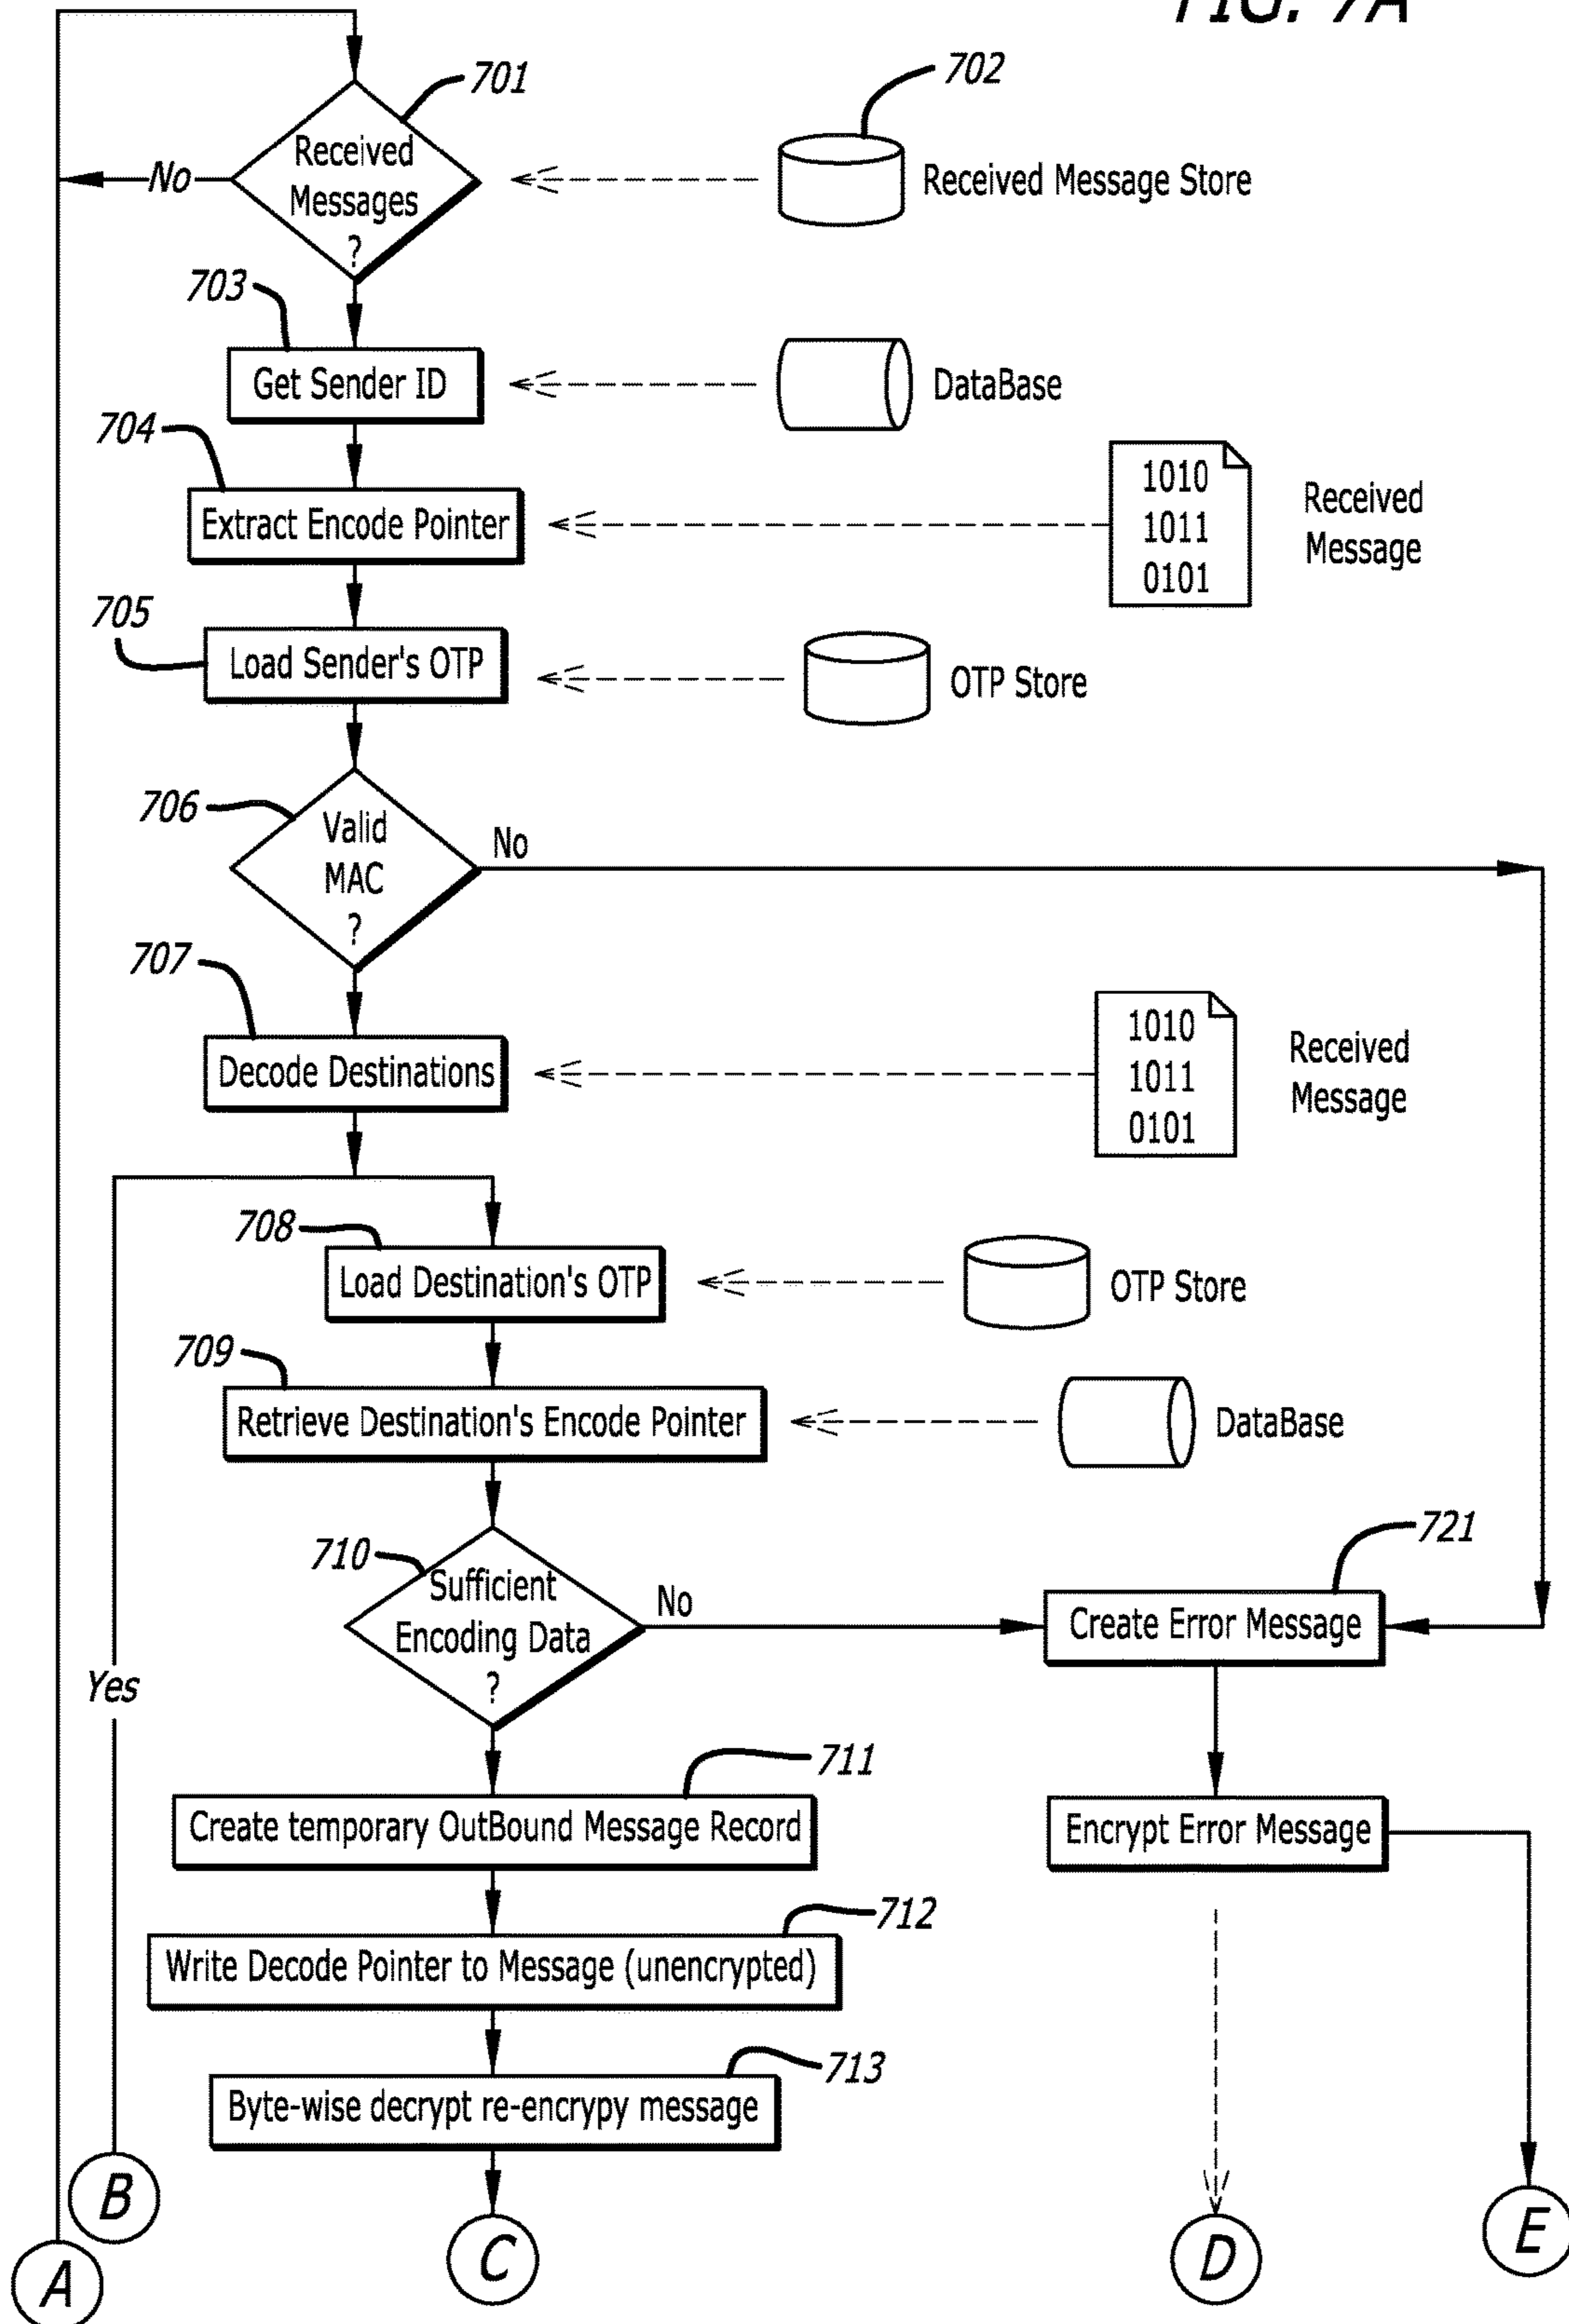 FIG. 7A
701
702
Received
Messages
?
No
Received Message Store
703
Get Sender ID
DataBase
704
Extract Encode Pointer
1010
1011
0101
Received
Message
705
Load Sender's OTP
OTP Store
706
Valid
MAC
?
No
707
Decode Destinations
1010
1011
0101
Received
Message
708
Load Destination's OTP
OTP Store
709
Retrieve Destination's Encode Pointer
DataBase
710
Sufficient
Encoding Data
?
No
721
Create Error Message
Yes
711
Create temporary OutBound Message Record
Encrypt Error Message
712
Write Decode Pointer to Message (unencrypted)
713
Byte-wise decrypt re-encrypy message
B
A
C
D
E